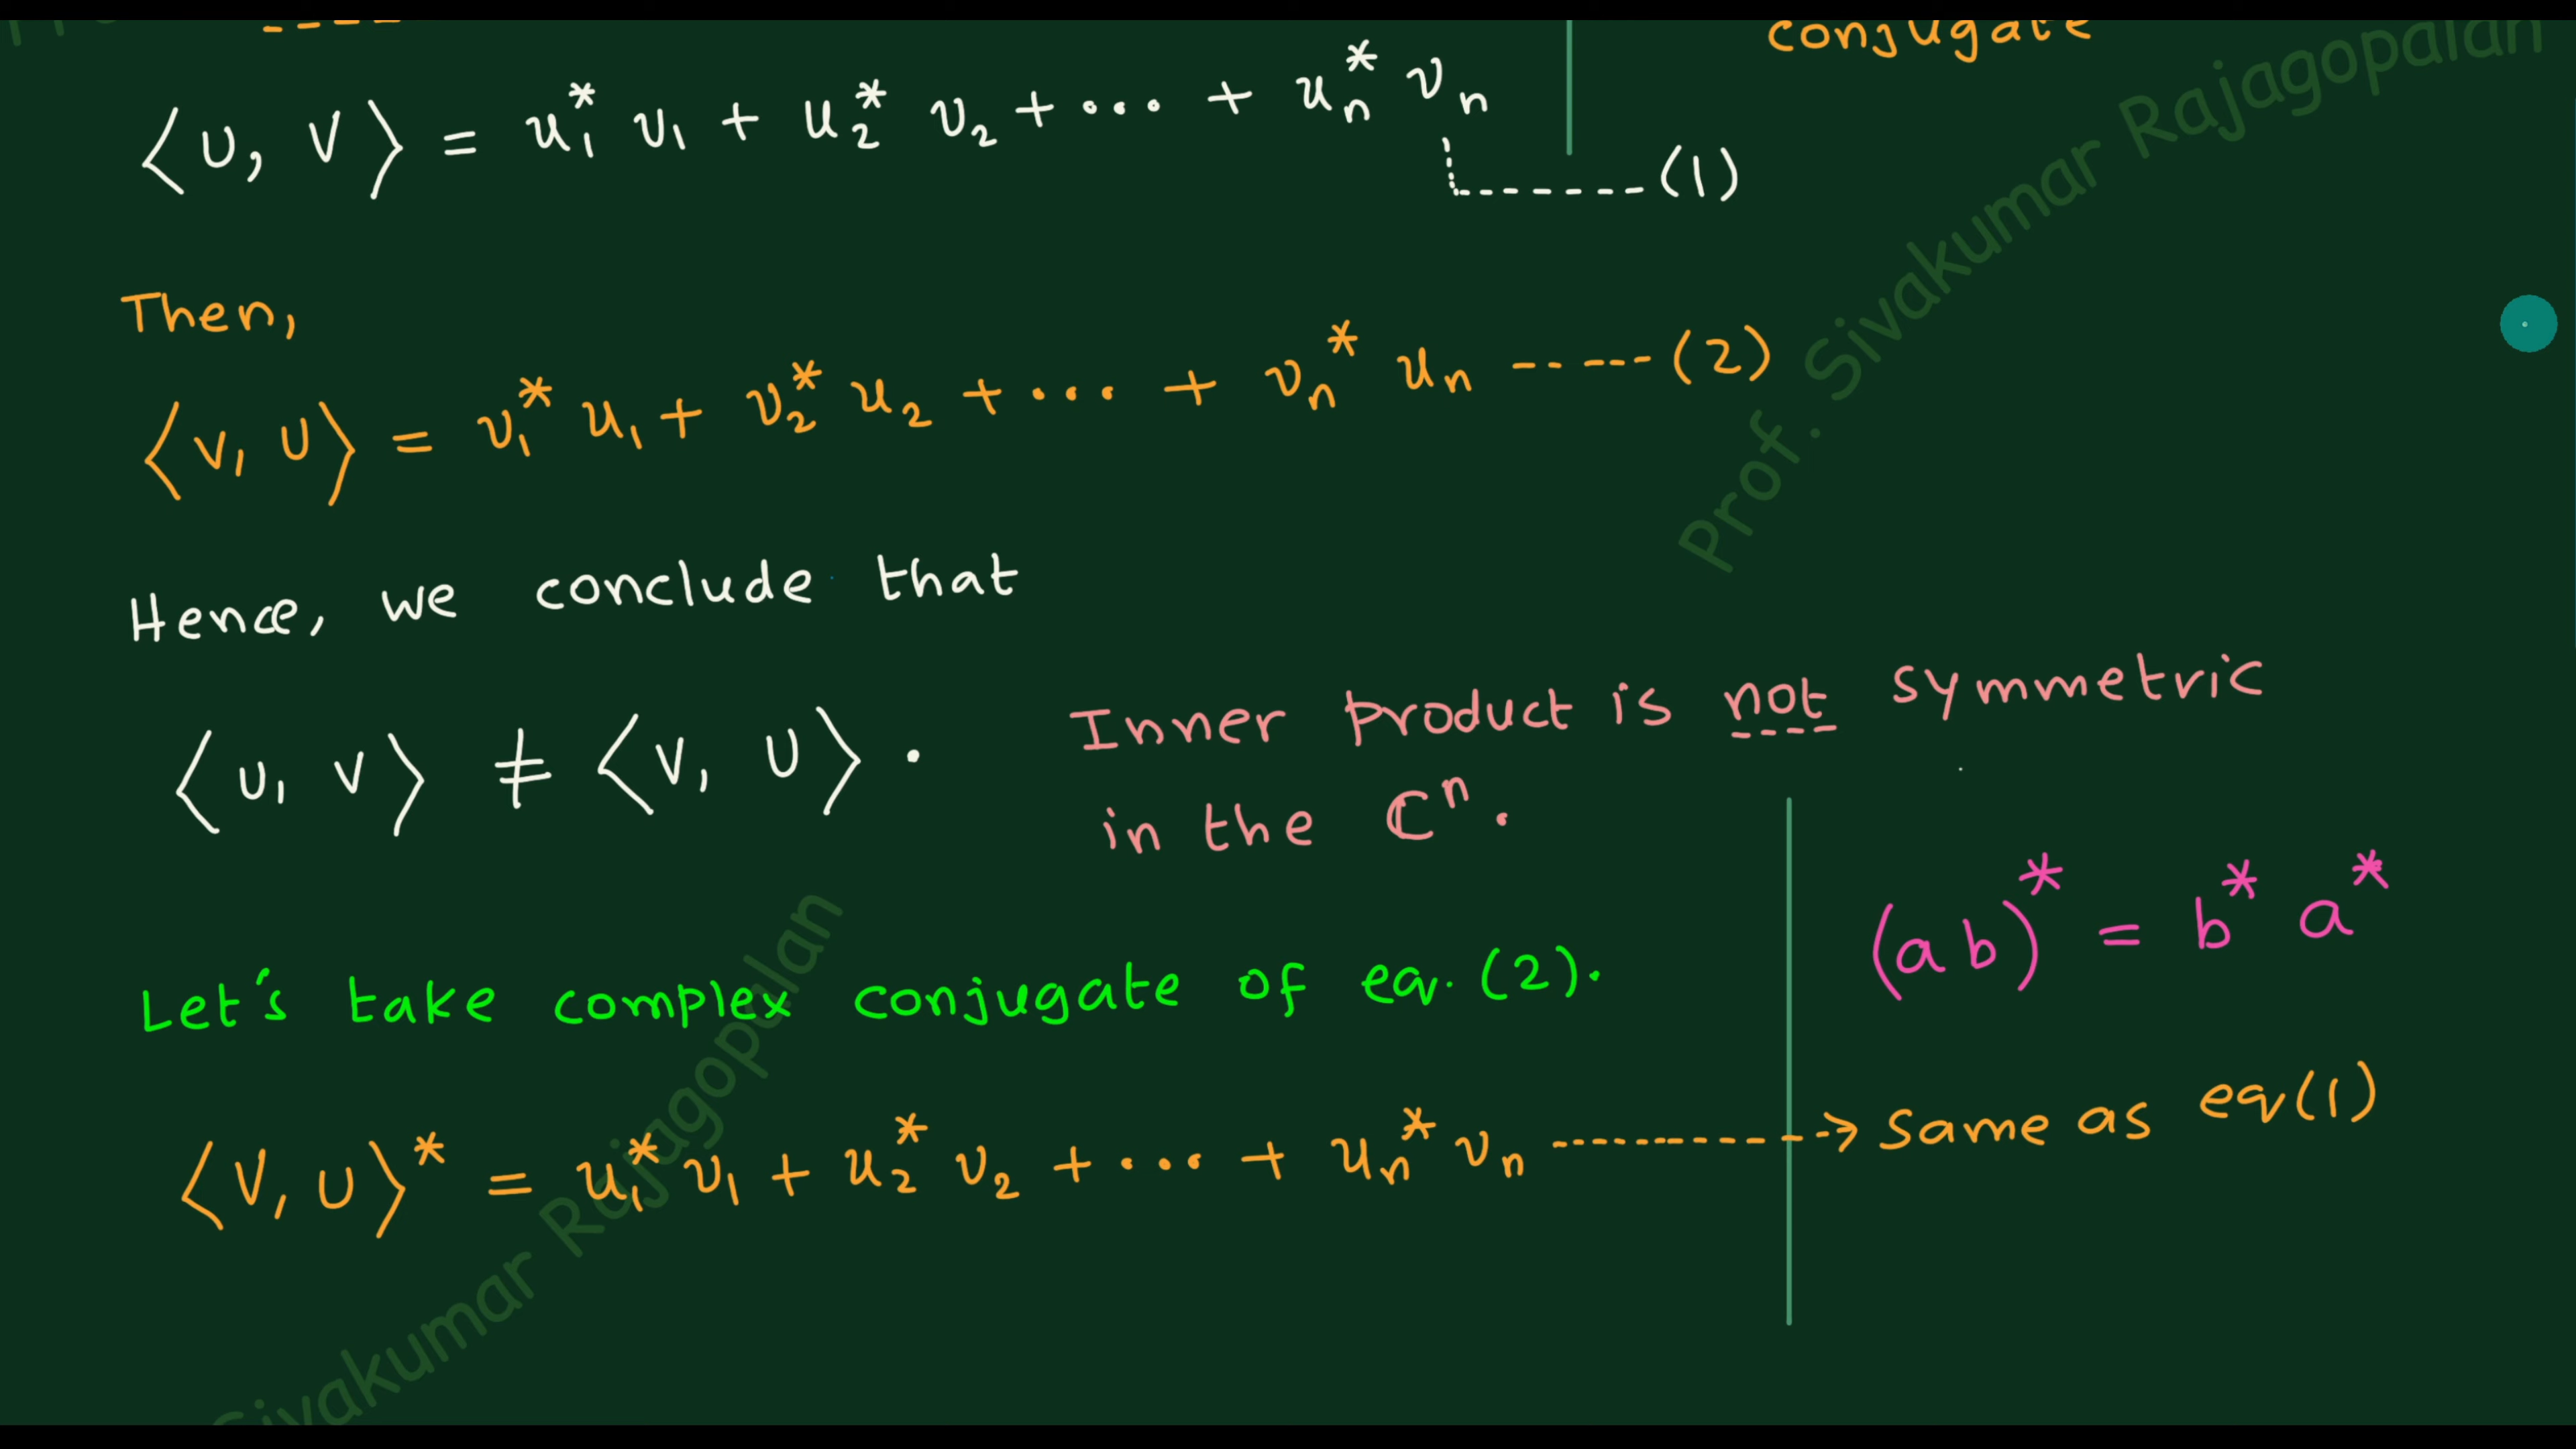 conjugate
⟨U, V⟩ = u₁* v₁ + u₂* v₂ + ... + uₙ* vₙ
-------(1)
Then,
⟨V, U⟩ = v₁* u₁ + v₂* u₂ + ... + vₙ* uₙ -----(2)
Hence, we conclude that
⟨U, V⟩ ≠ ⟨V, U⟩.
Inner product is not symmetric
in the ℂⁿ.
(ab)* = b* a*
Let's take complex conjugate of eq. (2).
⟨V, U⟩* = u₁* v₁ + u₂* v₂ + ... + uₙ* vₙ ---------> Same as eq(1)
Prof. Sivakumar Rajagopalan
Sivakumar Rajagopalan